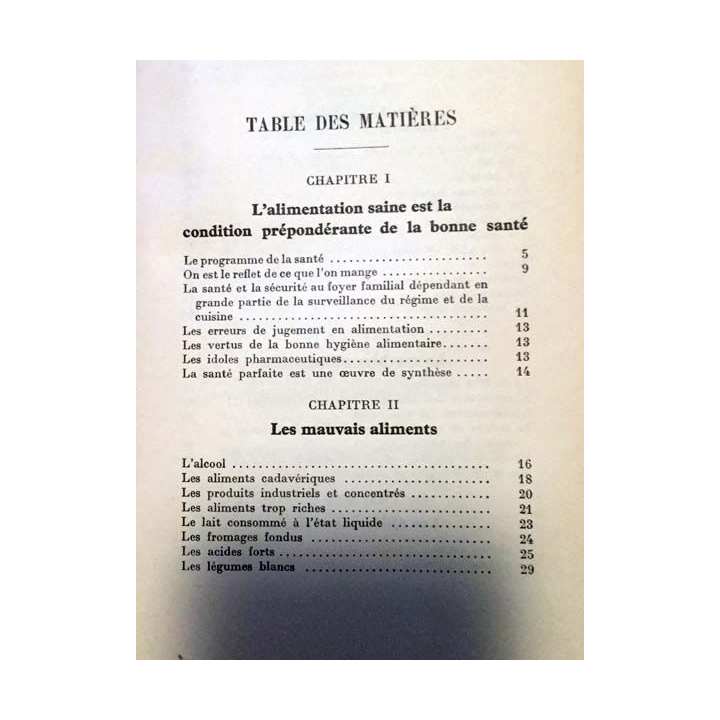 TABLE DES MATIÈRES
CHAPITRE I
L'alimentation saine est la
condition prépondérante de la bonne santé
Le programme de la santé ........................ 5
On est le reflet de ce que l'on mange ................ 9
La santé et la sécurité au foyer familial dépendant en
grande partie de la surveillance du régime et de la
cuisine ...................................... 11
Les erreurs de jugement en alimentation ......... 13
Les vertus de la bonne hygiène alimentaire....... 13
Les idoles pharmaceutiques...................... 13
La santé parfaite est une œuvre de synthèse ..... 14
CHAPITRE II
Les mauvais aliments
L'alcool ....................................... 16
Les aliments cadavériques ....................... 18
Les produits industriels et concentrés ............. 20
Les aliments trop riches ......................... 21
Le lait consommé à l'état liquide ............... 23
Les fromages fondus ............................ 24
Les acides forts ................................ 25
Les légumes blancs ............................ 29